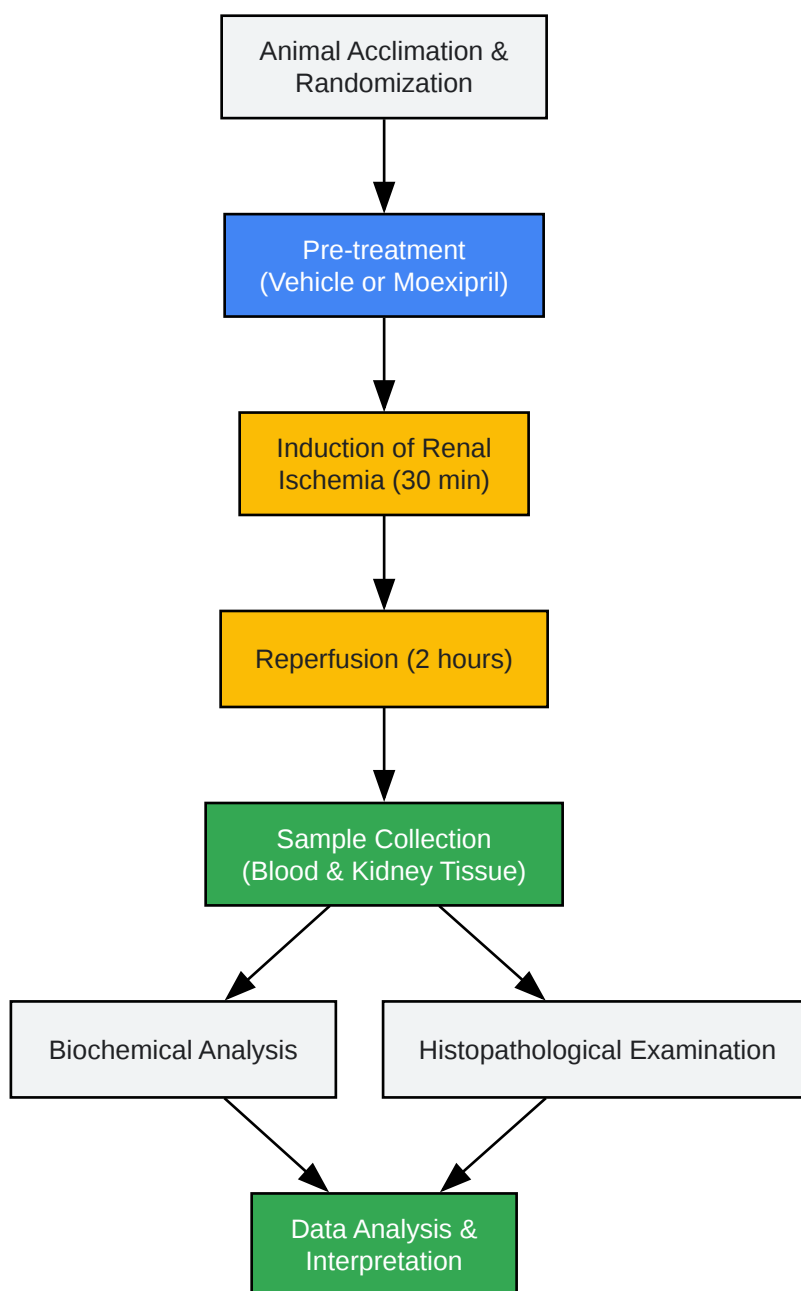 Animal Acclimation &
Randomization
Pre-treatment
(Vehicle or Moexipril)
Induction of Renal
Ischemia (30 min)
Reperfusion (2 hours)
Sample Collection
(Blood & Kidney Tissue)
Biochemical Analysis
Histopathological Examination
Data Analysis &
Interpretation